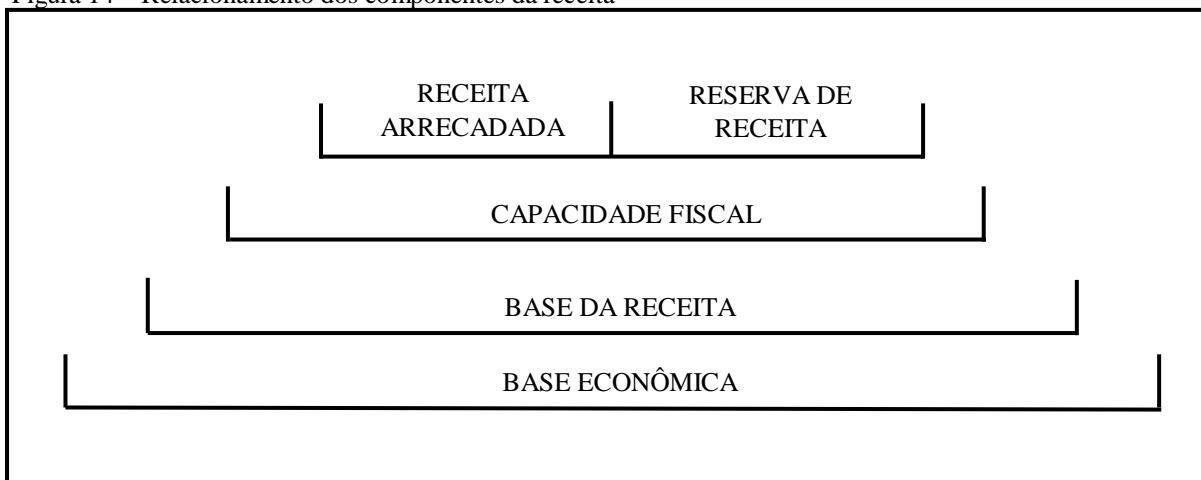 Figura 14 – Relacionamento dos componentes da receita
RECEITA
ARRECADADA
RESERVA DE
RECEITA
CAPACIDADE FISCAL
BASE DA RECEITA
BASE ECONÔMICA